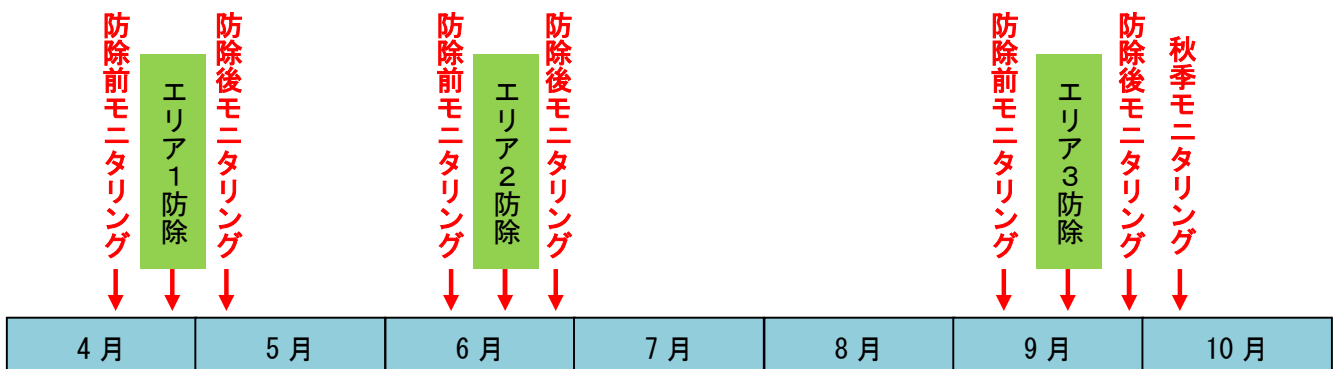 防除前モニタリング
エリア1防除
防除後モニタリング
防除前モニタリング
エリア2防除
防除後モニタリング
防除前モニタリング
エリア3防除
防除後モニタリング
秋季モニタリング
4月
5月
6月
7月
8月
9月
10月